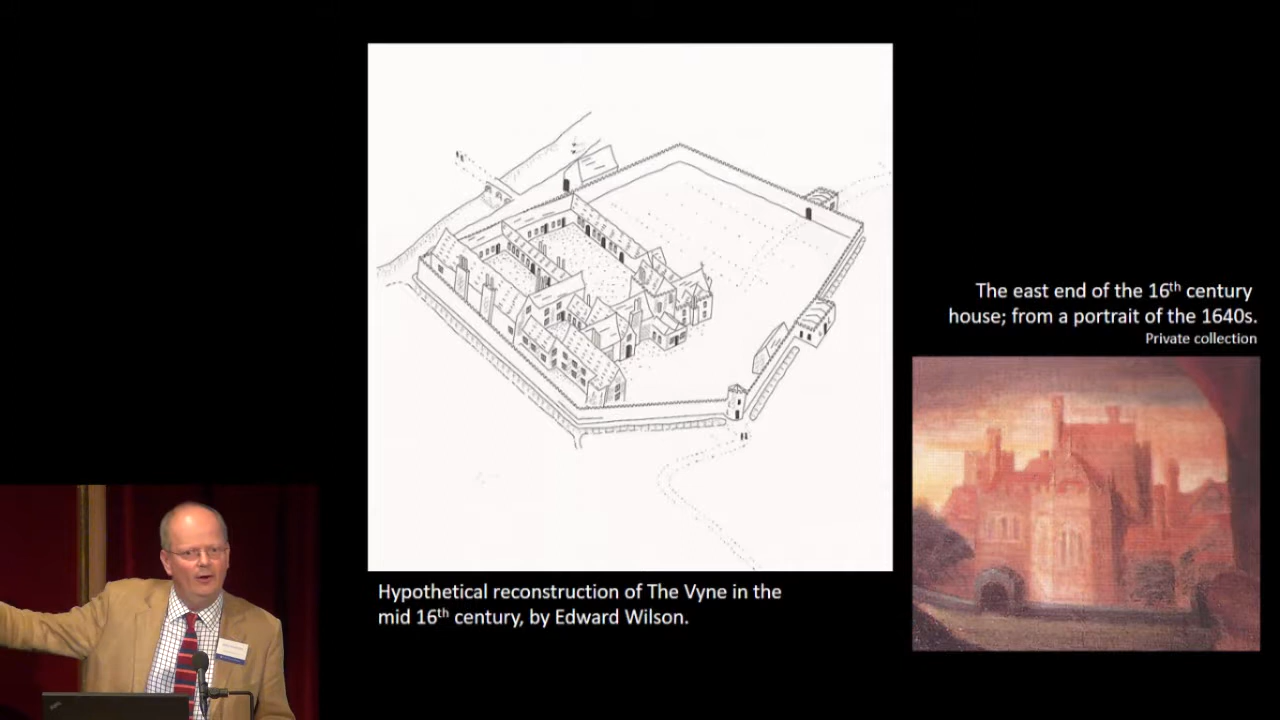 The east end of the 16th century
house; from a portrait of the 1640s.
Private collection
Hypothetical reconstruction of The Vyne in the
mid 16th century, by Edward Wilson.